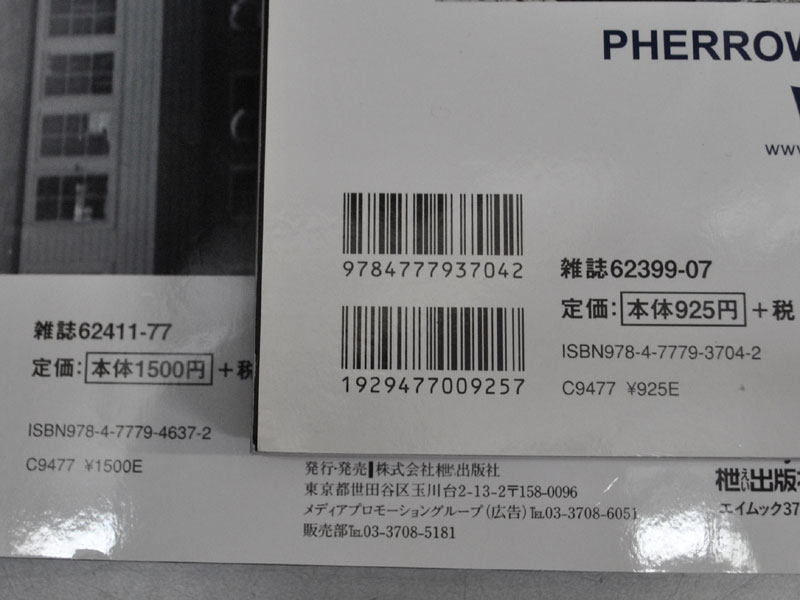 PHERROW
www.
9784777937042
雑誌62399-07
定価：本体925円＋税
ISBN978-4-7779-3704-2
1929477009257
C9477 ¥925E
雑誌62411-77
定価：本体1500円＋税
ISBN978-4-7779-4637-2
C9477 ¥1500E
発行・発売 株式会社枻出版社
東京都世田谷区玉川台2-13-2〒158-0096
メディアプロモーショングループ（広告）℡03-3708-6051
販売部℡03-3708-5181
枻出版社
エイムック37